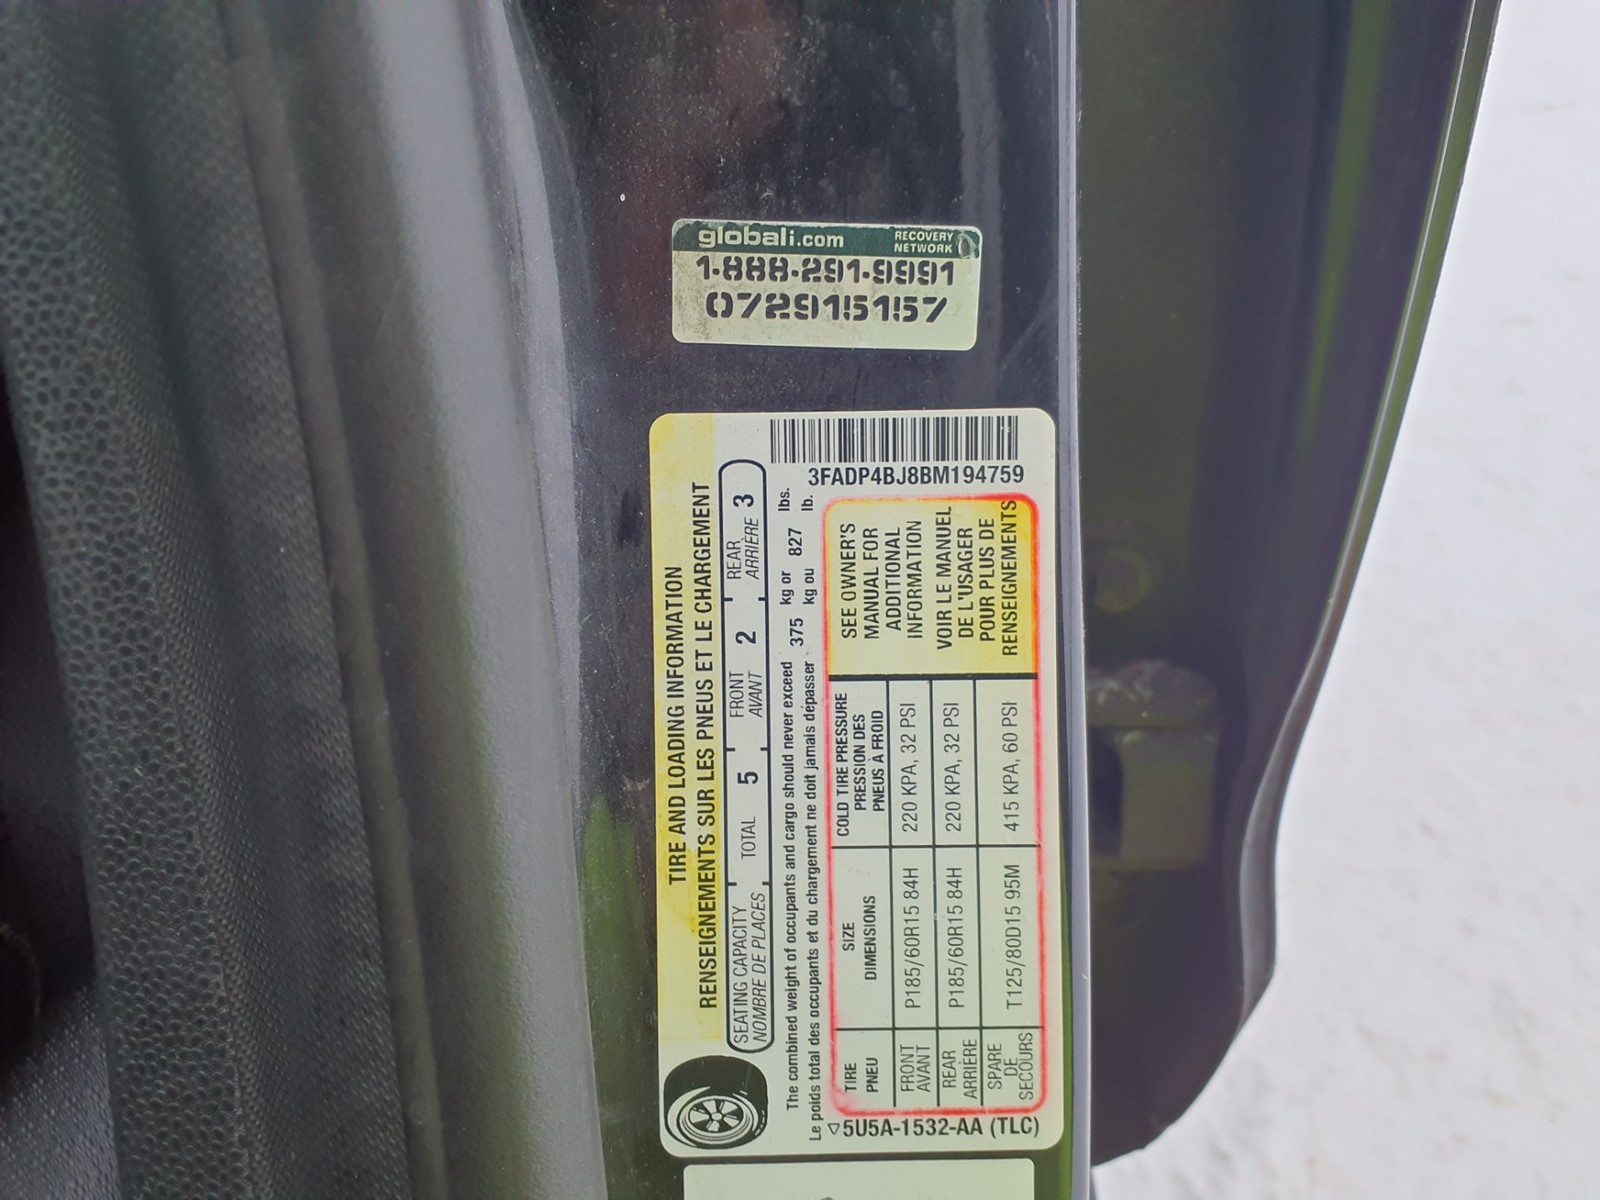 globali.com
RECOVERY
NETWORK
1-888-291-9991
072915157
TIRE AND LOADING INFORMATION
RENSEIGNEMENTS SUR LES PNEUS ET LE CHARGEMENT
SEATING CAPACITY
NOMBRE DE PLACES
TOTAL 5
FRONT
AVANT 2
REAR
ARRIÈRE 3
The combined weight of occupants and cargo should never exceed 375 kg or 827 lbs.
Le poids total des occupants et du chargement ne doit jamais dépasser kg ou lb.
3FADP4BJ8BM194759
TIRE
PNEU
SIZE
DIMENSIONS
COLD TIRE PRESSURE
PRESSION DES
PNEUS À FROID
FRONT
AVANT
P185/60R15 84H
220 KPA, 32 PSI
REAR
ARRIÈRE
P185/60R15 84H
220 KPA, 32 PSI
SPARE
DE
SECOURS
T125/80D15 95M
415 KPA, 60 PSI
SEE OWNER'S
MANUAL FOR
ADDITIONAL
INFORMATION
VOIR LE MANUEL
DE L'USAGER
POUR PLUS DE
RENSEIGNEMENTS
5U5A-1532-AA (TLC)